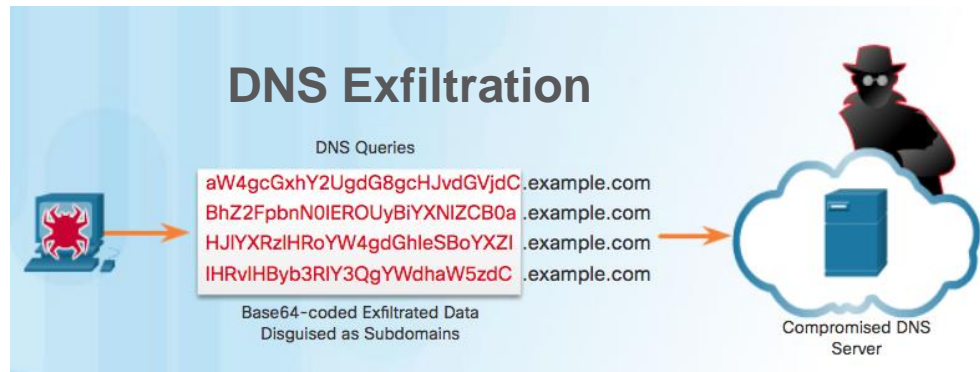 DNS Exfiltration
DNS Queries
aW4gcGxhY2UgdG8gcHJvdGVjdC.example.com
BhZ2FpbnN0IEROUyBiYXNlZCB0a.example.com
HJlYXRzIHRoYW4gdGhleSBoYXZl.example.com
IHRvIHByb3RlY3QgYWdhaW5zdC.example.com
Base64-coded Exfiltrated Data
Disguised as Subdomains
Compromised DNS
Server